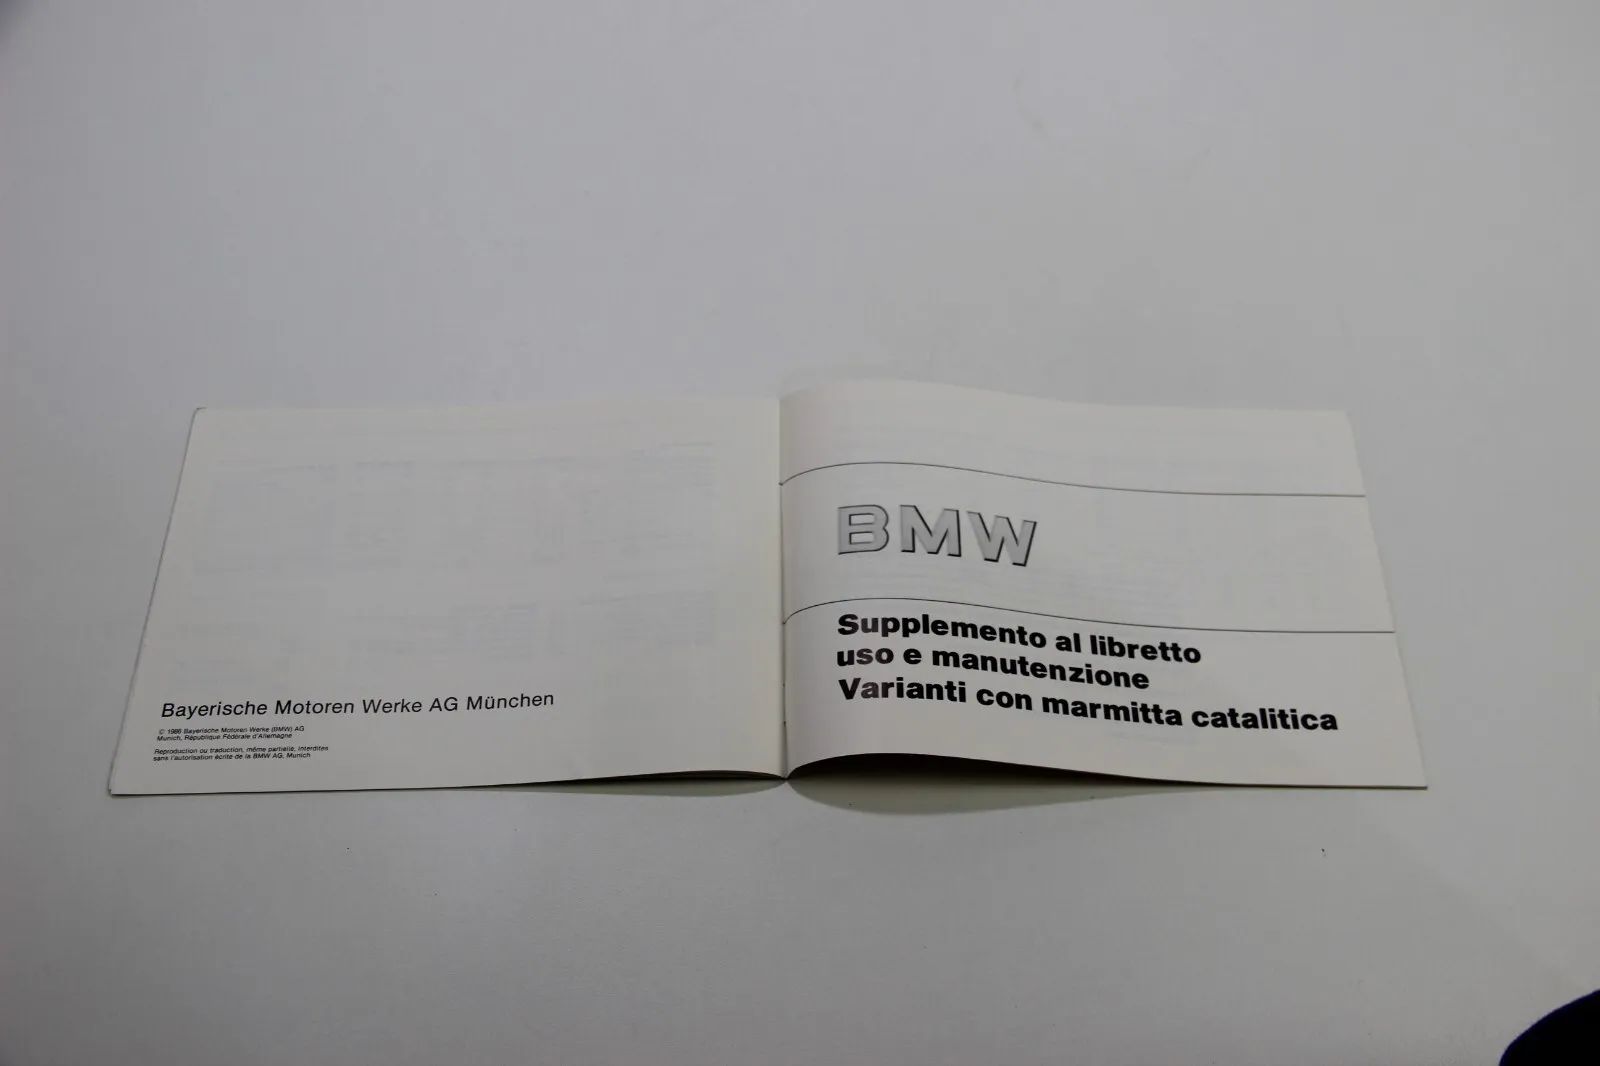 Bayerische Motoren Werke AG München
© 1986 Bayerische Motoren Werke (BMW) AG
Munich, République Fédérale d'Allemagne
Reproduction ou traduction, même partielle, interdites
sans l'autorisation écrite de la BMW AG, Munich
BMW
Supplemento al libretto
uso e manutenzione
Varianti con marmitta catalitica